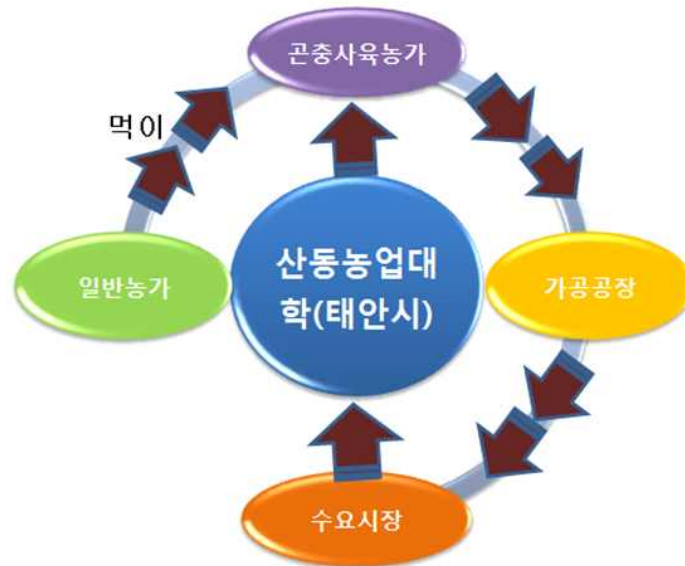 곤충사육농가
먹이
일반농가
산동농업대
학(태안시)
가공공장
수요시장